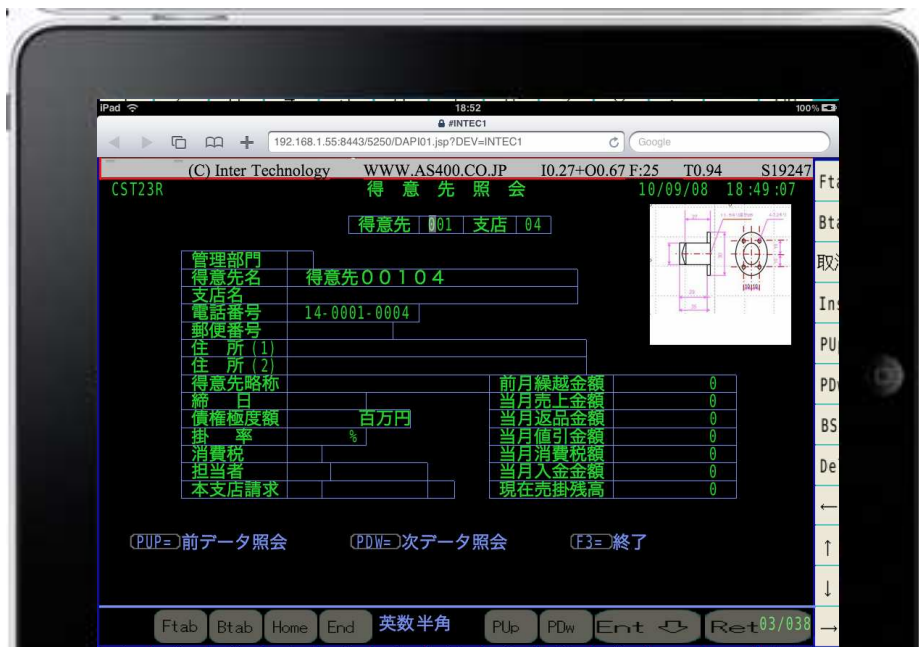 iPad 18:52 100%
#INTEC1
192.168.1.55:8443/5250/DAPI01.jsp?DEV=INTEC1 Google
(C) Inter Technology WWW.AS400.CO.JP I0.27+O0.67 F:25 T0.94 S19247
CST23R 得 意 先 照 会 10/09/08 18:49:07
得意先 001 支店 04
管理部門
得意先名 得意先00104
支店名
電話番号 14-0001-0004
郵便番号
住 所(1)
住 所(2)
得意先略称 前月繰越金額 0
締 日 当月売上金額 0
債権極度額 百万円 当月返品金額 0
掛 率 % 当月値引金額 0
消費税 当月消費税額 0
担当者 当月入金金額 0
本支店請求 現在売掛残高 0
PUP=前データ照会 PDW=次データ照会 F3=終了
Ftab Btab Home End 英数半角 PUp PDw Ent Ret 03/038
Fta
Bta
取
Ins
PU
PD
BS
De
←
↑
↓
→